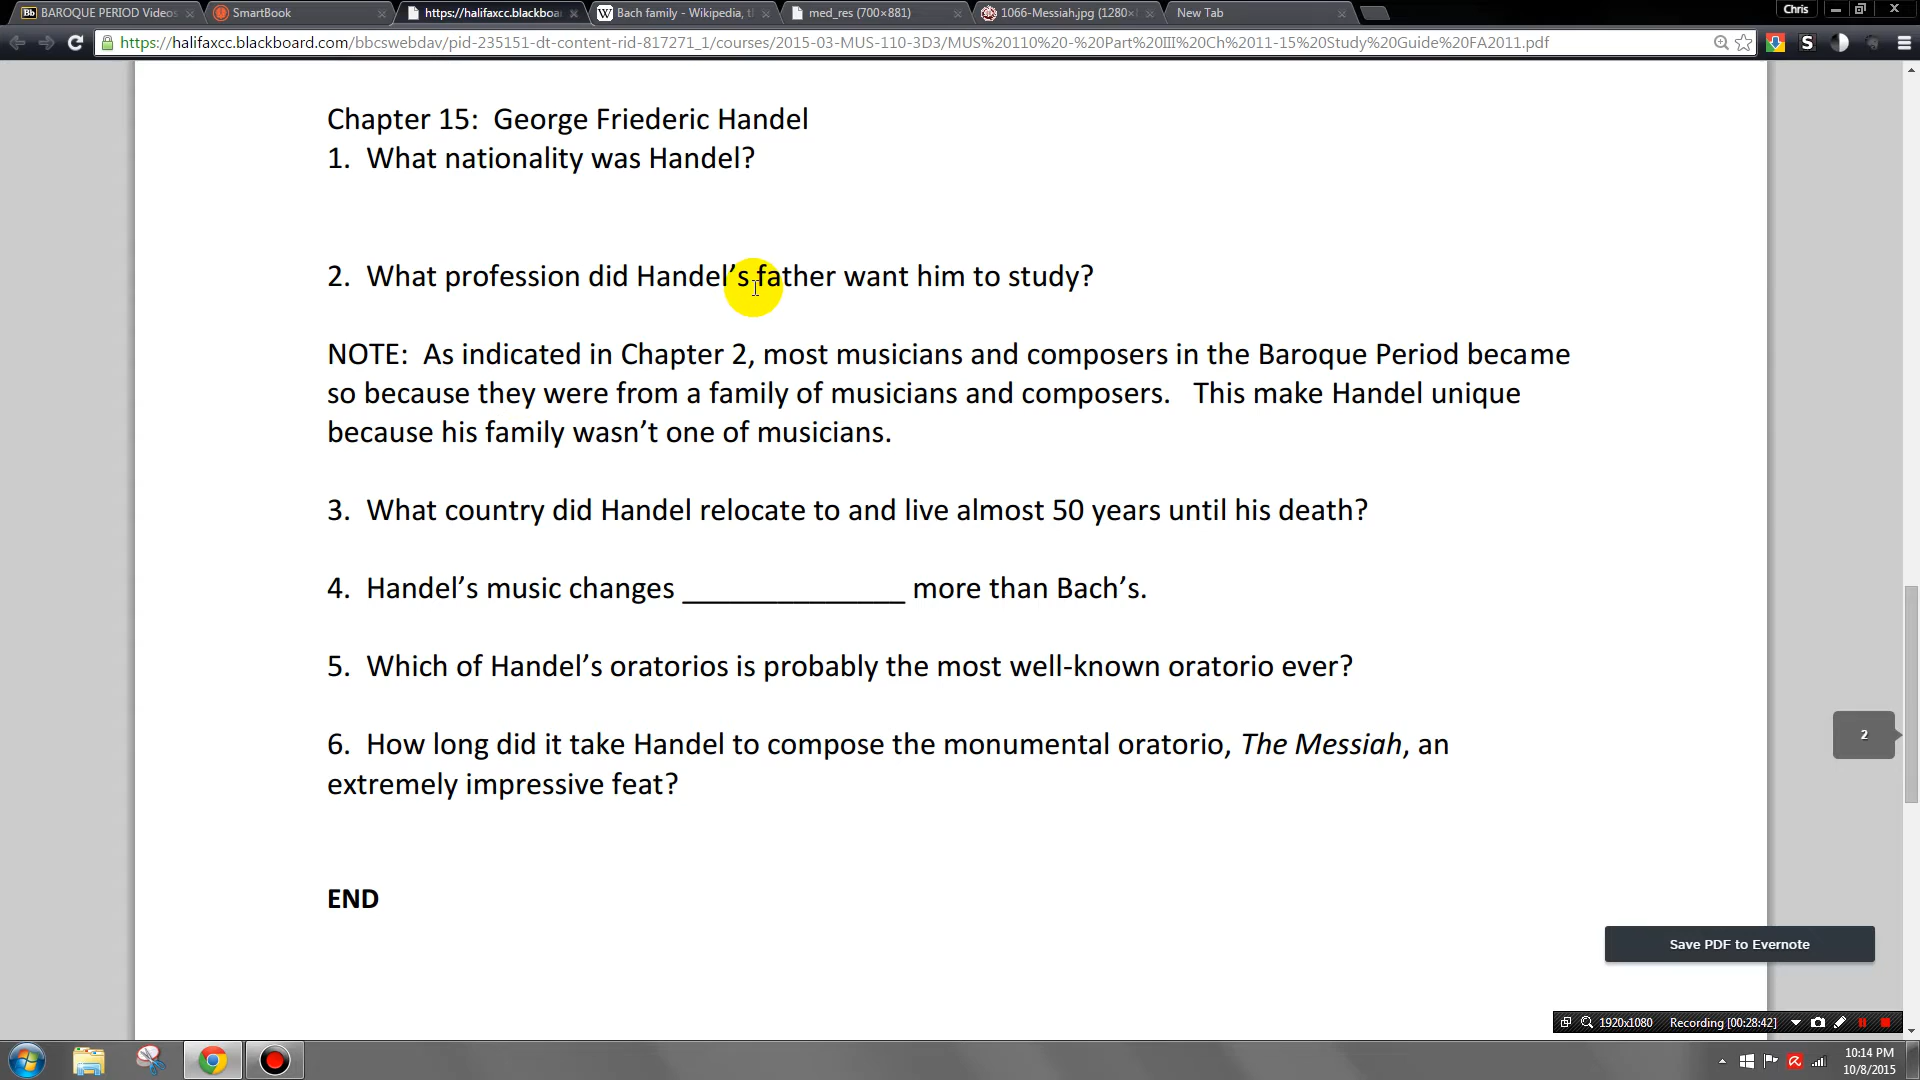 BAROQUE PERIOD Videos
SmartBook
https://halifaxcc.blackboa
Bach family - Wikipedia, t
med_res (700×881)
1066-Messiah.jpg (1280×
New Tab
Chris
https://halifaxcc.blackboard.com/bbcswebdav/pid-235151-dt-content-rid-817271_1/courses/2015-03-MUS-110-3D3/MUS%20110%20-%20Part%20III%20Ch%2011-15%20Study%20Guide%20FA2011.pdf
Chapter 15:  George Friederic Handel
1.  What nationality was Handel?
2.  What profession did Handel’s father want him to study?
NOTE:  As indicated in Chapter 2, most musicians and composers in the Baroque Period became
so because they were from a family of musicians and composers.   This make Handel unique
because his family wasn’t one of musicians.
3.  What country did Handel relocate to and live almost 50 years until his death?
4.  Handel’s music changes ______________ more than Bach’s.
5.  Which of Handel’s oratorios is probably the most well-known oratorio ever?
2
6.  How long did it take Handel to compose the monumental oratorio, The Messiah, an
extremely impressive feat?
END
Save PDF to Evernote
1920x1080 Recording [00:28:42]
10:14 PM
10/8/2015